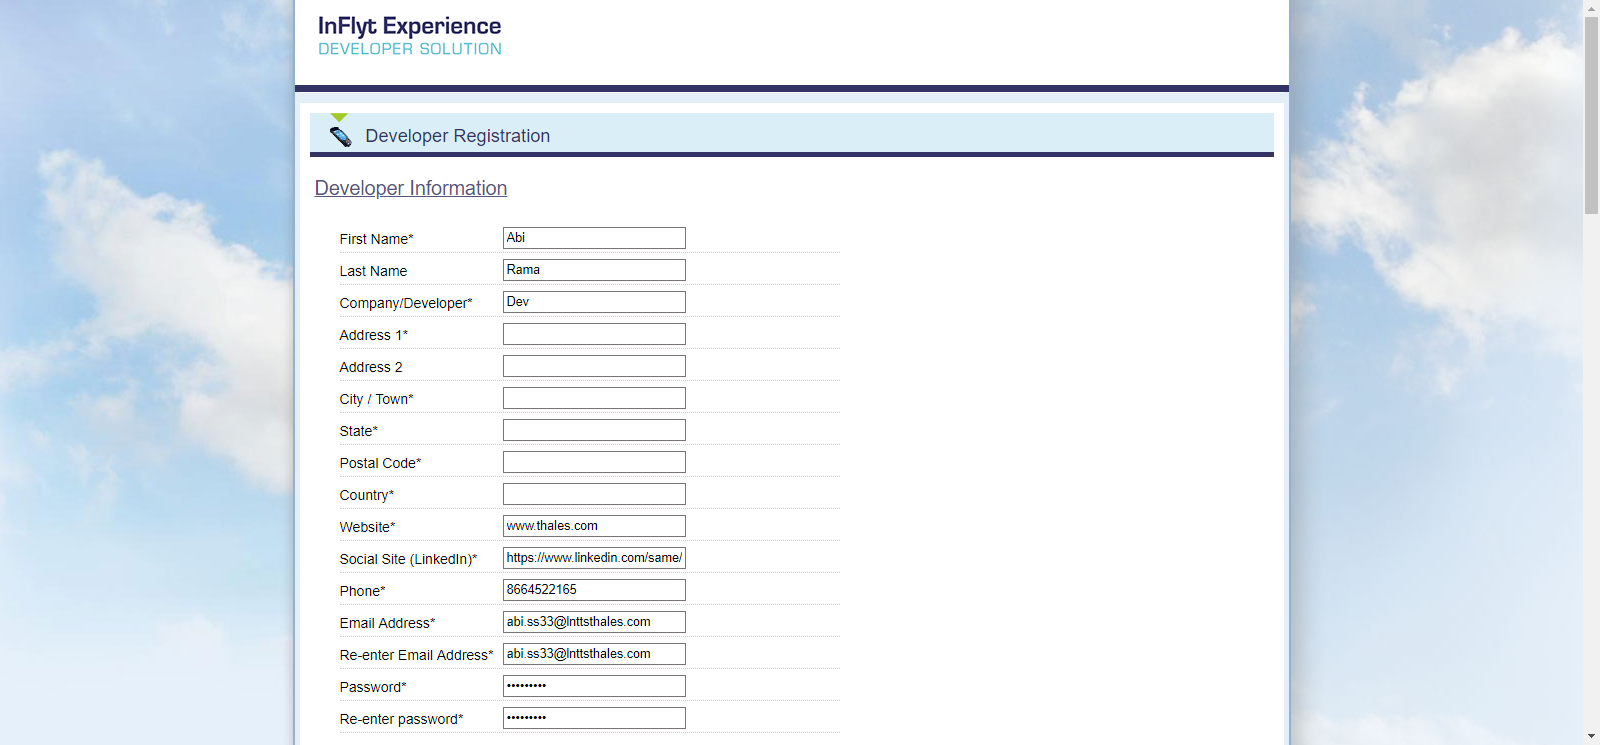 InFlyt Experience
DEVELOPER SOLUTION
Developer Registration
Developer Information
First Name* Abi
Last Name Rama
Company/Developer* Dev
Address 1*
Address 2
City / Town*
State*
Postal Code*
Country*
Website* www.thales.com
Social Site (LinkedIn)* https://www.linkedin.com/same/
Phone* 8664522165
Email Address* abi.ss33@lnttsthales.com
Re-enter Email Address* abi.ss33@lnttsthales.com
Password* •••••••••
Re-enter password* •••••••••